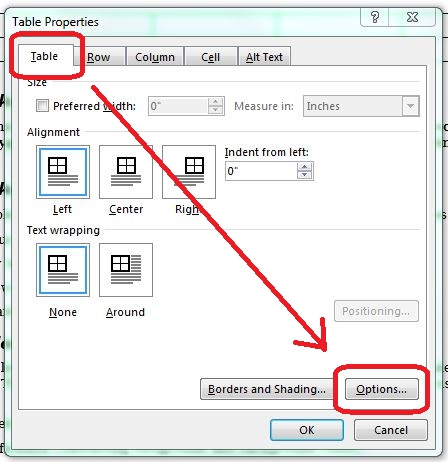 Table Properties
Table Row Column Cell Alt Text
Size
Preferred width: 0" Measure in: Inches
Alignment
Indent from left:
0"
Left Center Right
Text wrapping
None Around
Positioning...
Borders and Shading... Options...
OK Cancel